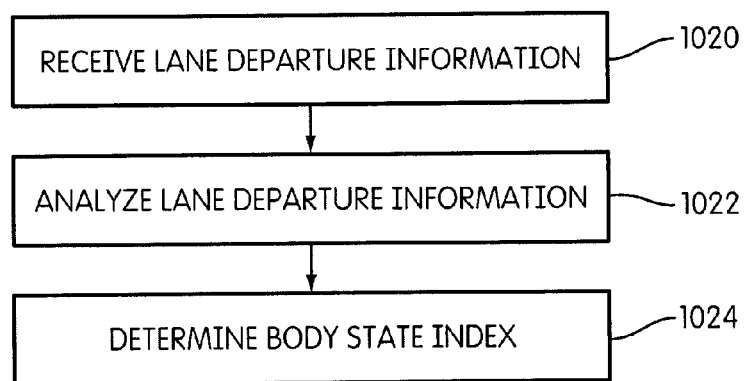 RECEIVE LANE DEPARTURE INFORMATION
1020
ANALYZE LANE DEPARTURE INFORMATION
1022
DETERMINE BODY STATE INDEX
1024